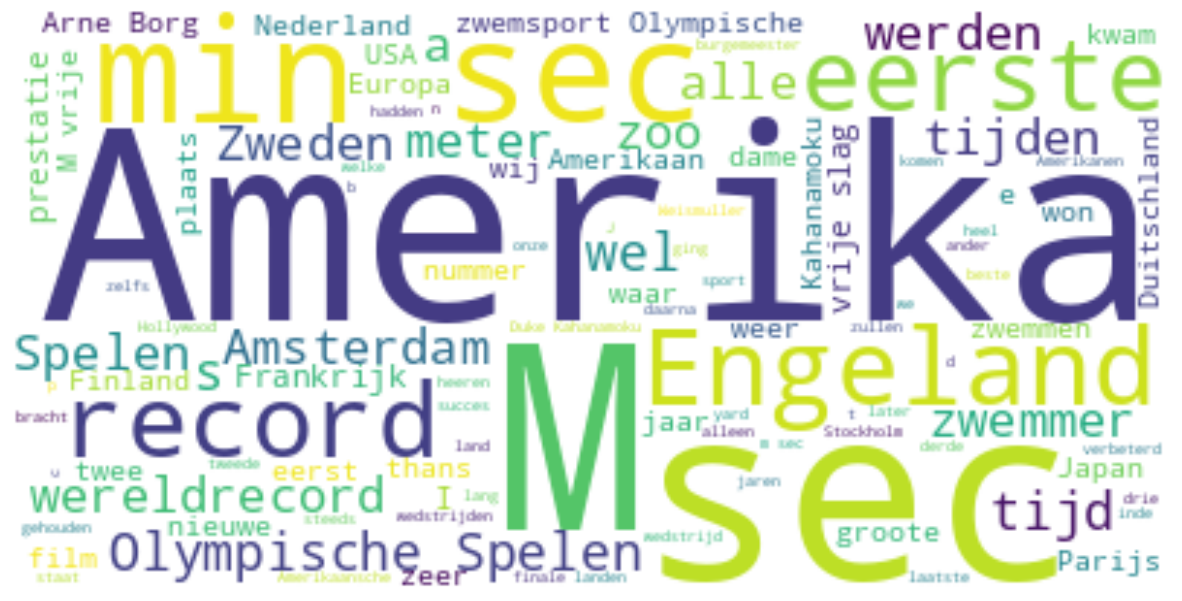 Arne Borg Nederland zwemsport Olympische werden kwam
min sec eerste
USA a burgemeester
Europa alle
prestatie
M vrije
hadden n
plaats
Zweden meter zoo tijden
welke wij Amerikaan dame komen Amerikanen
b
Amerika
Kahanamoku
vrije slag
Duitschland
Weismuller e won
J heel
onze wel ging ander
nummer sport beste
zelfs waar
daarna we
Hollywood Duke Kahanamoku weer zullen zwemmen
Spelen Amsterdam M Engeland
s
p Finland Frankrijk heeren d
bracht record succes jaar yard t later zwemmer
alleen Stockholm
land m sec derde verbeterd
u twee tweede eerst thans sec Japan
jaren
wereldrecord I lang tijd drie
steeds wedstrijden inde
gehouden nieuwe groote
film Olympische Spelen wedstrijd Parijs
staat Amerikaansche zeer finale landen laatste